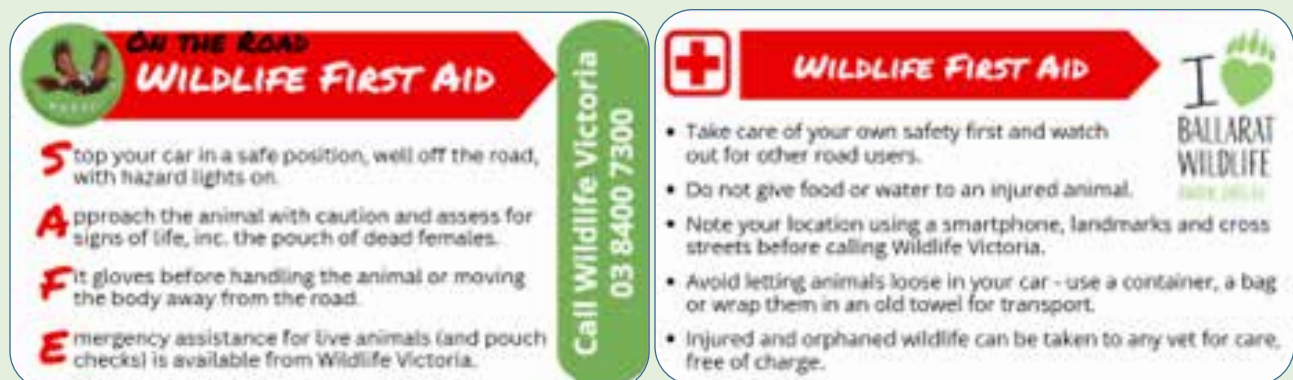 ON THE ROAD
WILDLIFE FIRST AID
Stop your car in a safe position, well off the road,
with hazard lights on.
Approach the animal with caution and assess for
signs of life, inc. the pouch of dead females.
Fit gloves before handling the animal or moving
the body away from the road.
Emergency assistance for live animals (and pouch
checks) is available from Wildlife Victoria.
Call Wildlife Victoria
03 8400 7300
WILDLIFE FIRST AID
I
BALLARAT
WILDLIFE
• Take care of your own safety first and watch
out for other road users.
• Do not give food or water to an injured animal.
• Note your location using a smartphone, landmarks and cross
streets before calling Wildlife Victoria.
• Avoid letting animals loose in your car - use a container, a bag
or wrap them in an old towel for transport.
• Injured and orphaned wildlife can be taken to any vet for care,
free of charge.